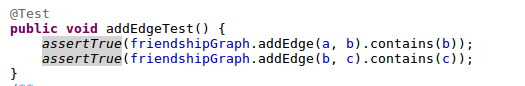 @Test
public void addEdgeTest() {
    assertTrue(friendshipGraph.addEdge(a, b).contains(b));
    assertTrue(friendshipGraph.addEdge(b, c).contains(c));
}
/**